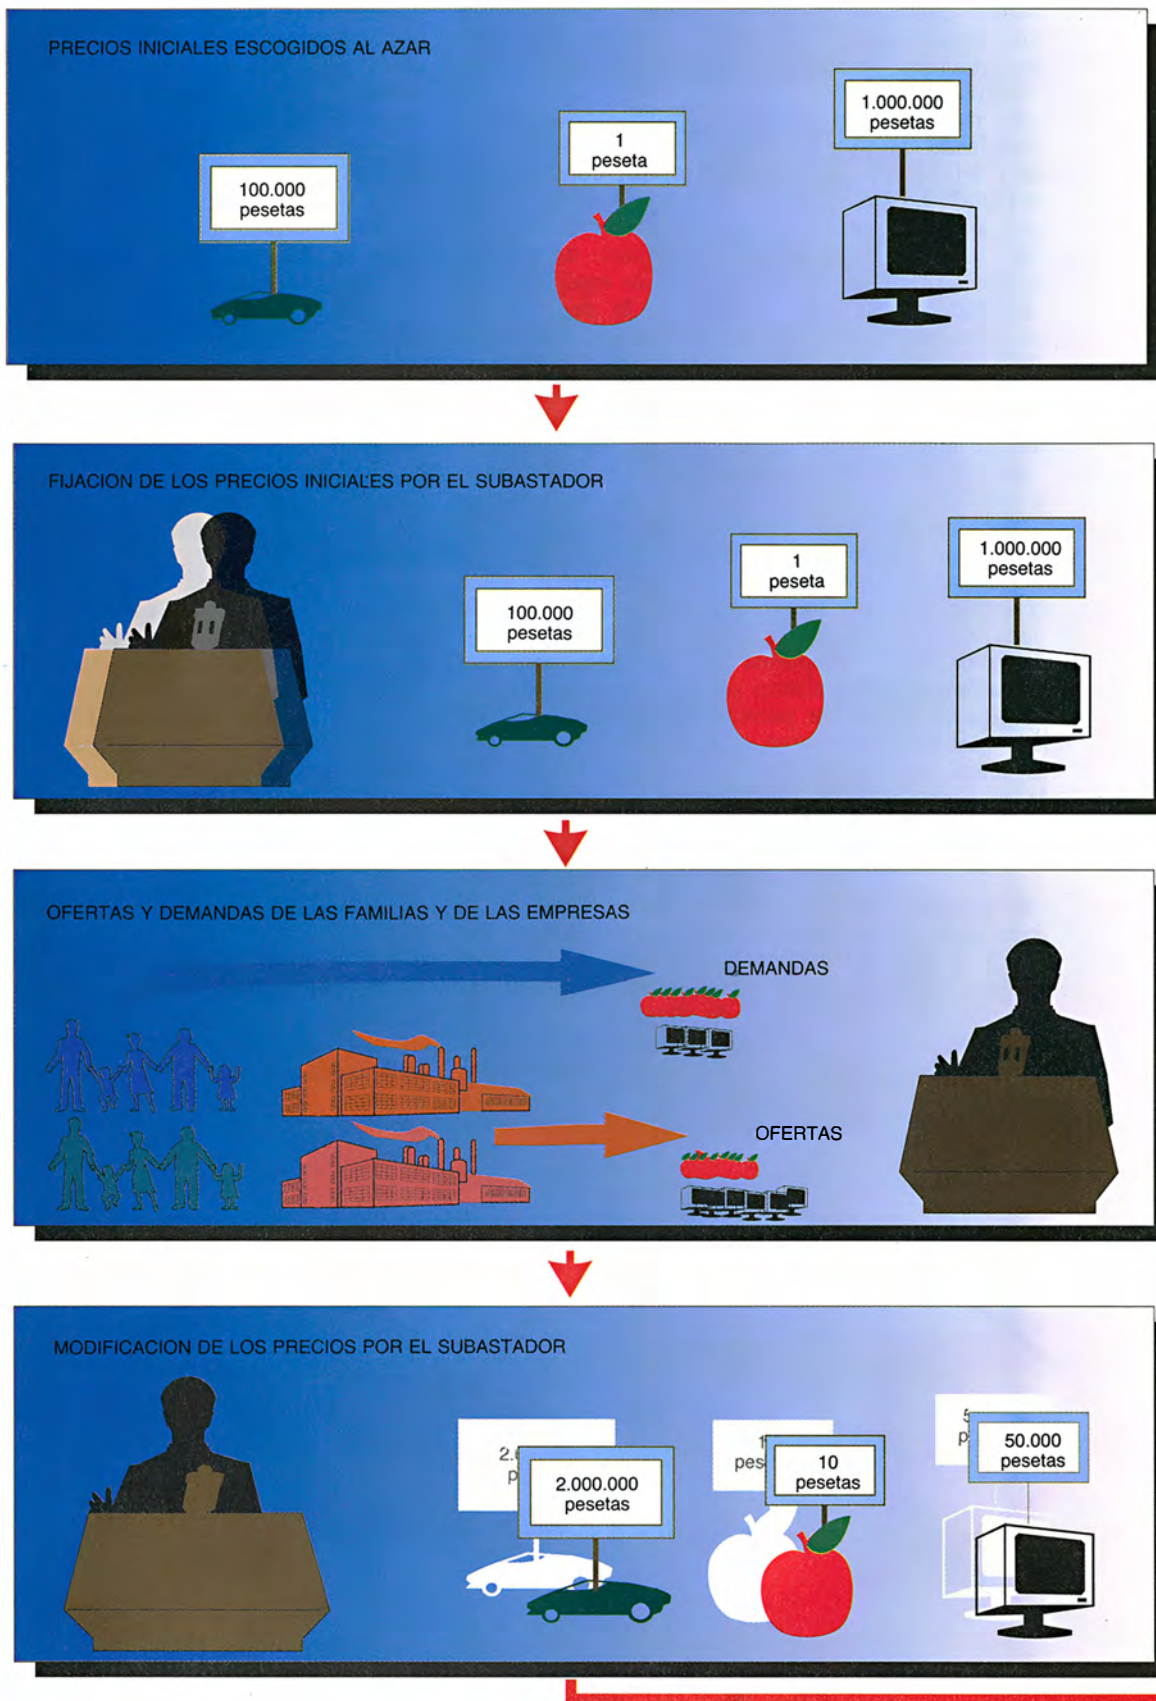 PRECIOS INICIALES ESCOGIDOS AL AZAR
1.000.000
pesetas
1
peseta
100.000
pesetas
FIJACION DE LOS PRECIOS INICIALES POR EL SUBASTADOR
1.000.000
pesetas
1
peseta
100.000
pesetas
OFERTAS Y DEMANDAS DE LAS FAMILIAS Y DE LAS EMPRESAS
DEMANDAS
OFERTAS
MODIFICACION DE LOS PRECIOS POR EL SUBASTADOR
2.000.000
pesetas
10
pesetas
50.000
pesetas